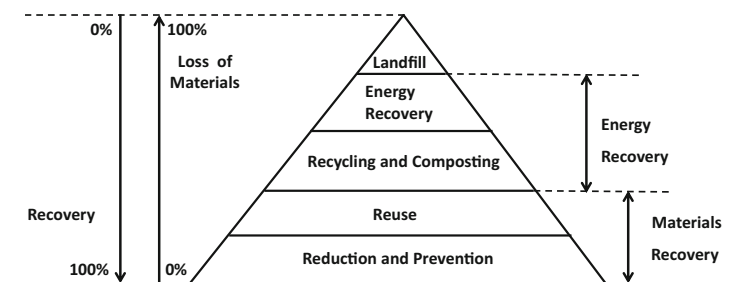 0%
100%
Loss of
Materials
Landfill
Energy
Recovery
Energy
Recovery
Recycling and Composting
Recovery
Reuse
Materials
Recovery
Reduction and Prevention
100%
0%